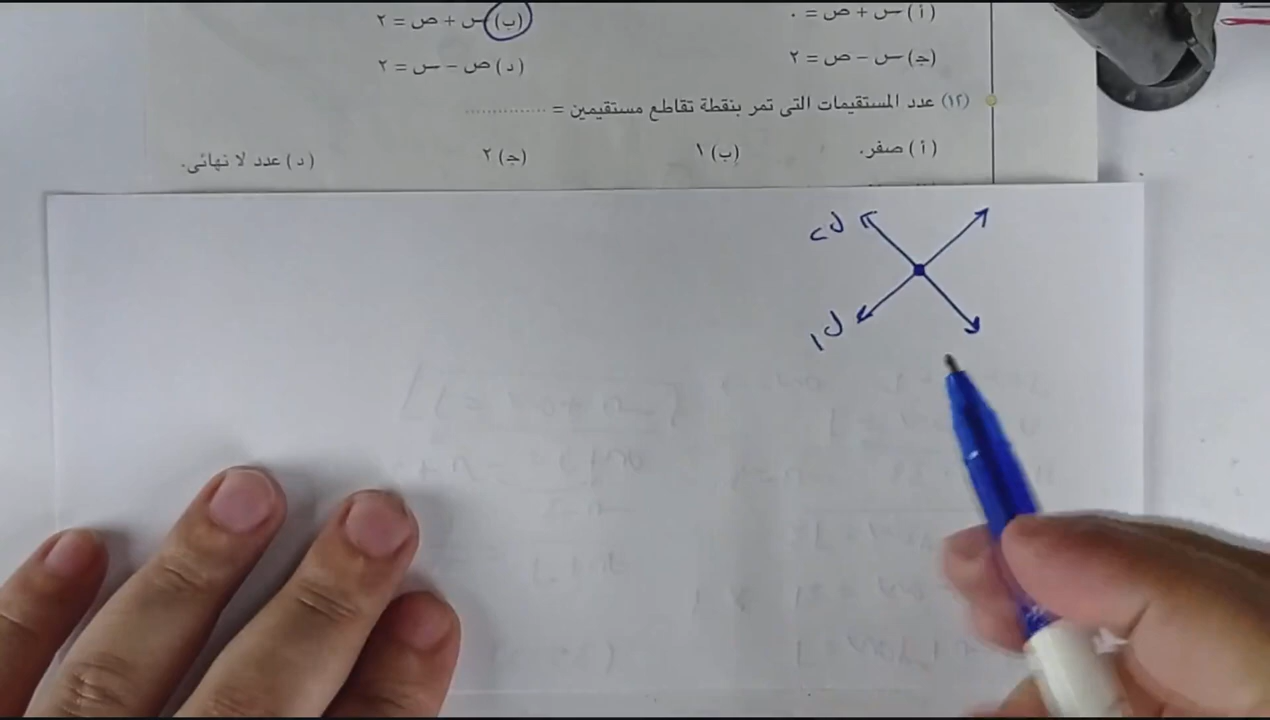 (أ) س + ص = ٠ (ب) س + ص = ٢
(جـ) س − ص = ٢ (د) ص − س = ٢
(١٢) عدد المستقيمات التى تمر بنقطة تقاطع مستقيمين = ..............
(أ) صفر. (ب) ١ (جـ) ٢ (د) عدد لا نهائى.
ل٢
ل١